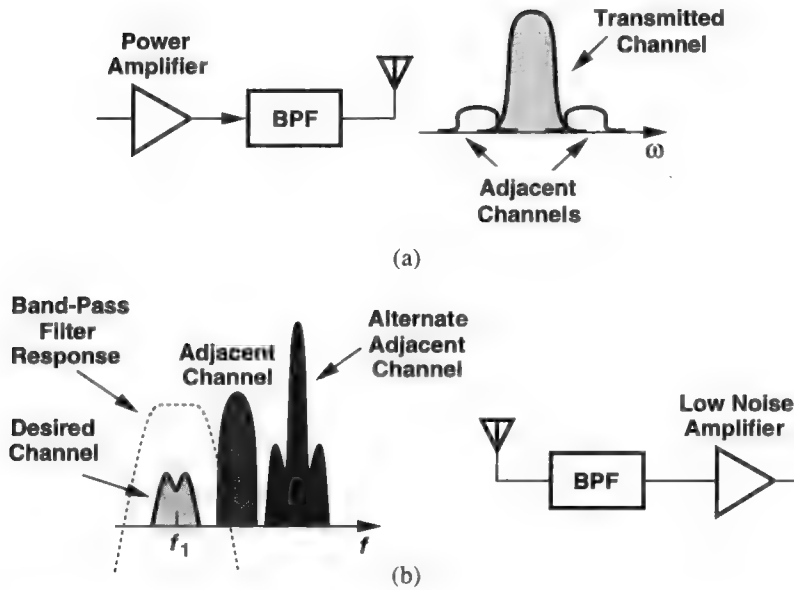 Power
Amplifier
BPF
Transmitted
Channel
ω
Adjacent
Channels
(a)
Band-Pass
Filter
Response
Adjacent
Channel
Alternate
Adjacent
Channel
Desired
Channel
f1
f
Low Noise
Amplifier
BPF
(b)